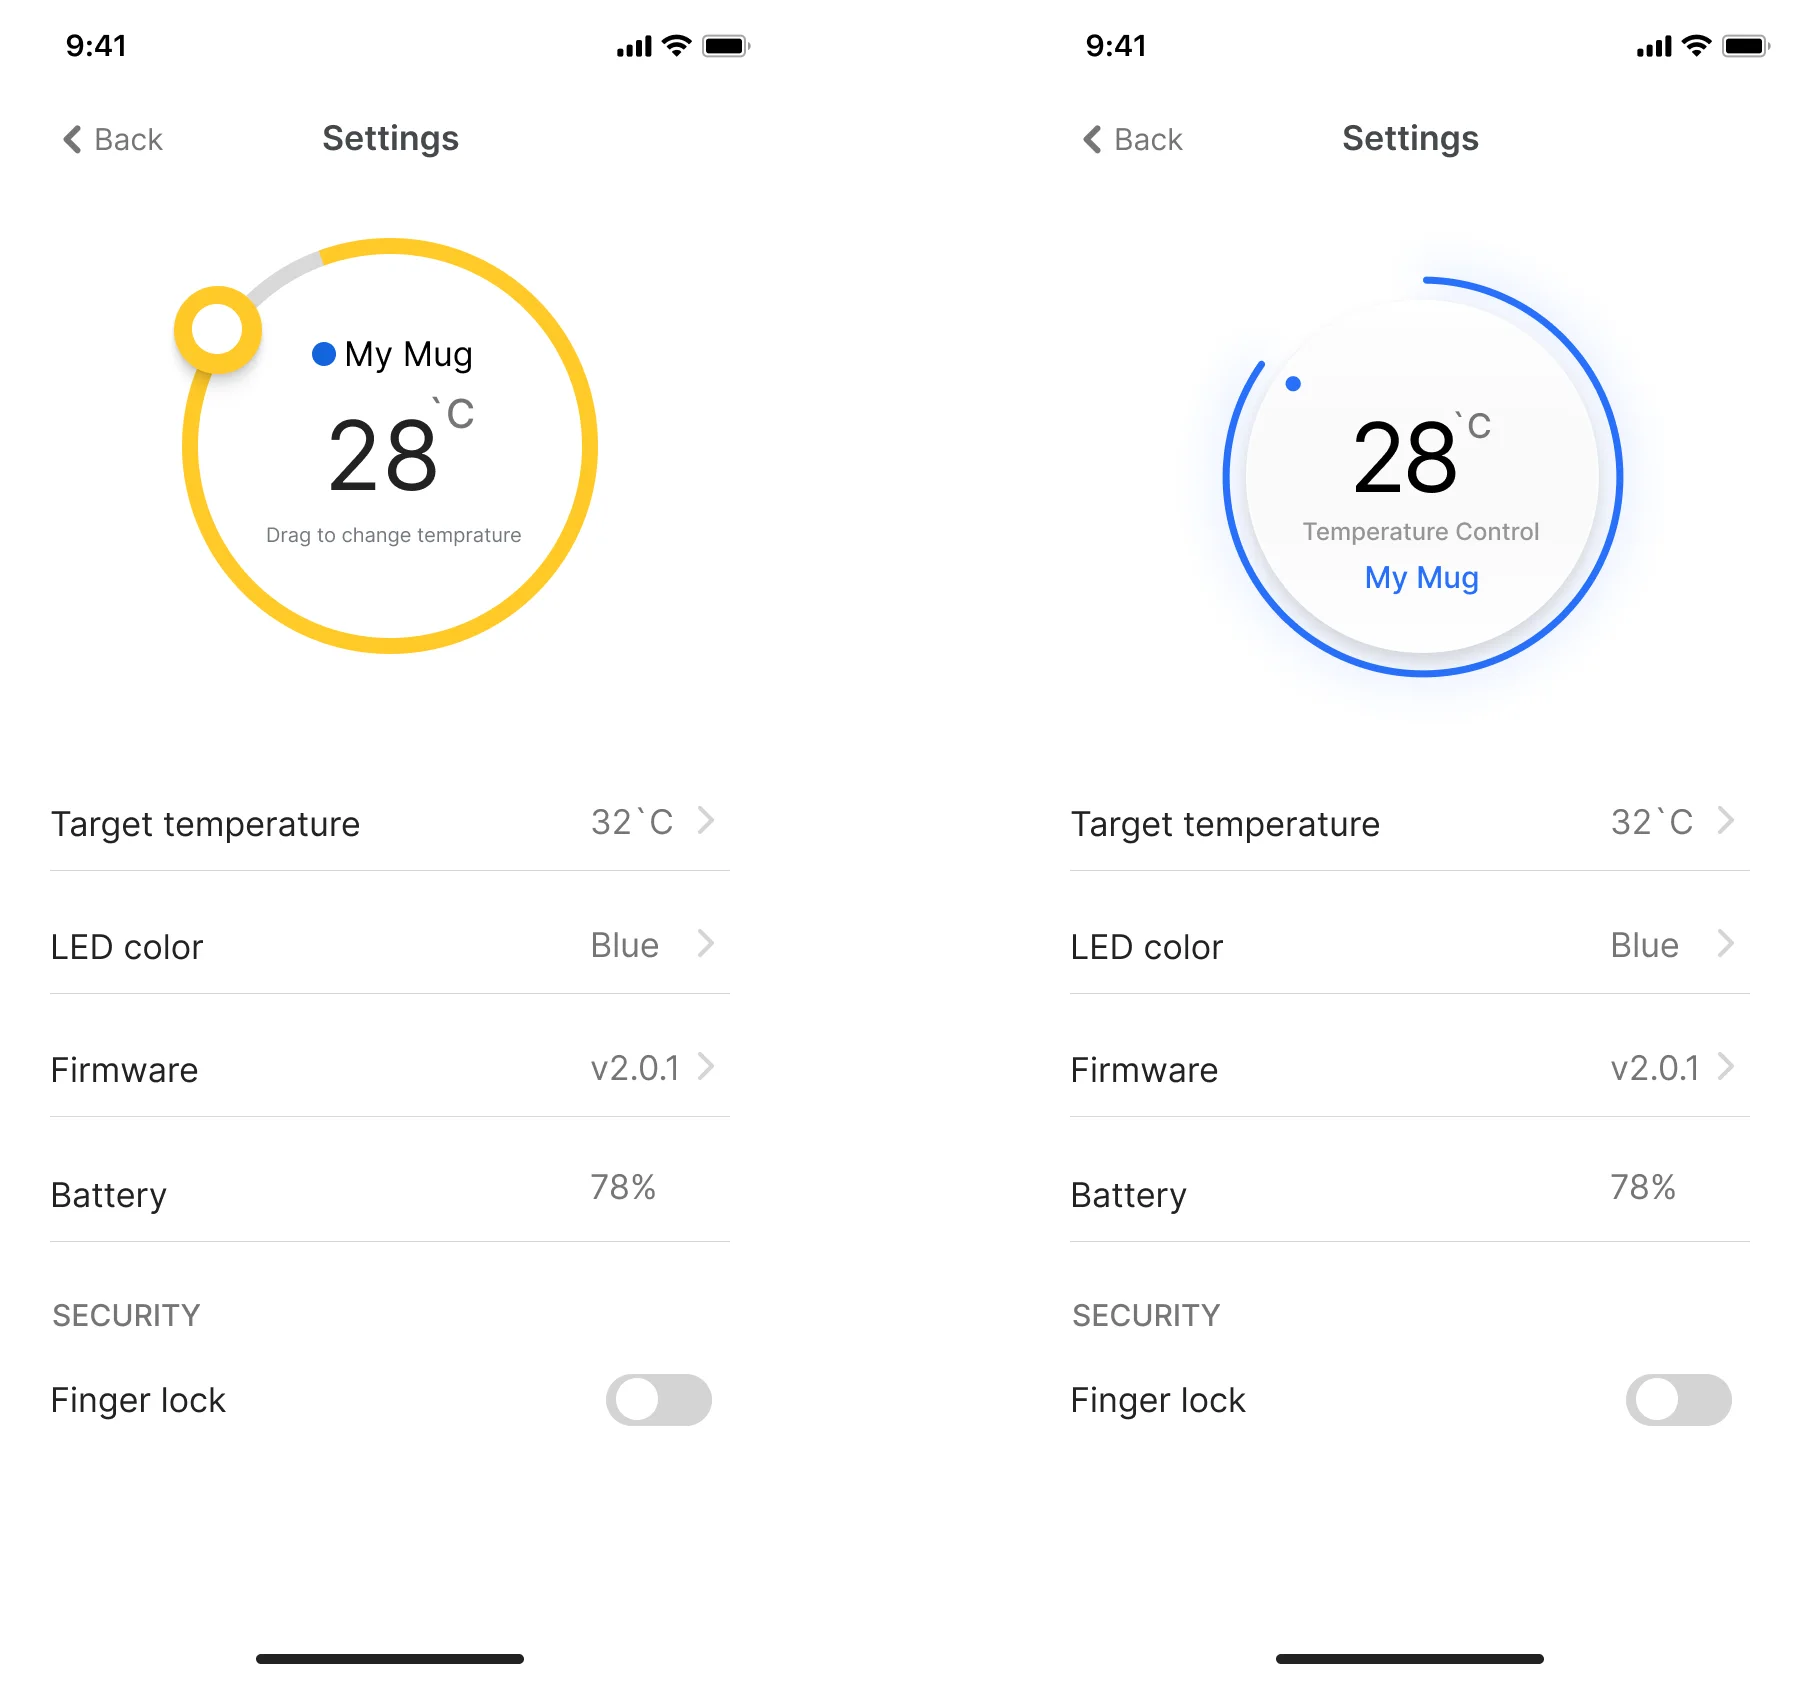 9:41
Back
Settings
My Mug
28`C
Drag to change temprature
Target temperature 32`C
LED color Blue
Firmware v2.0.1
Battery 78%
SECURITY
Finger lock
9:41
Back
Settings
28`C
Temperature Control
My Mug
Target temperature 32`C
LED color Blue
Firmware v2.0.1
Battery 78%
SECURITY
Finger lock